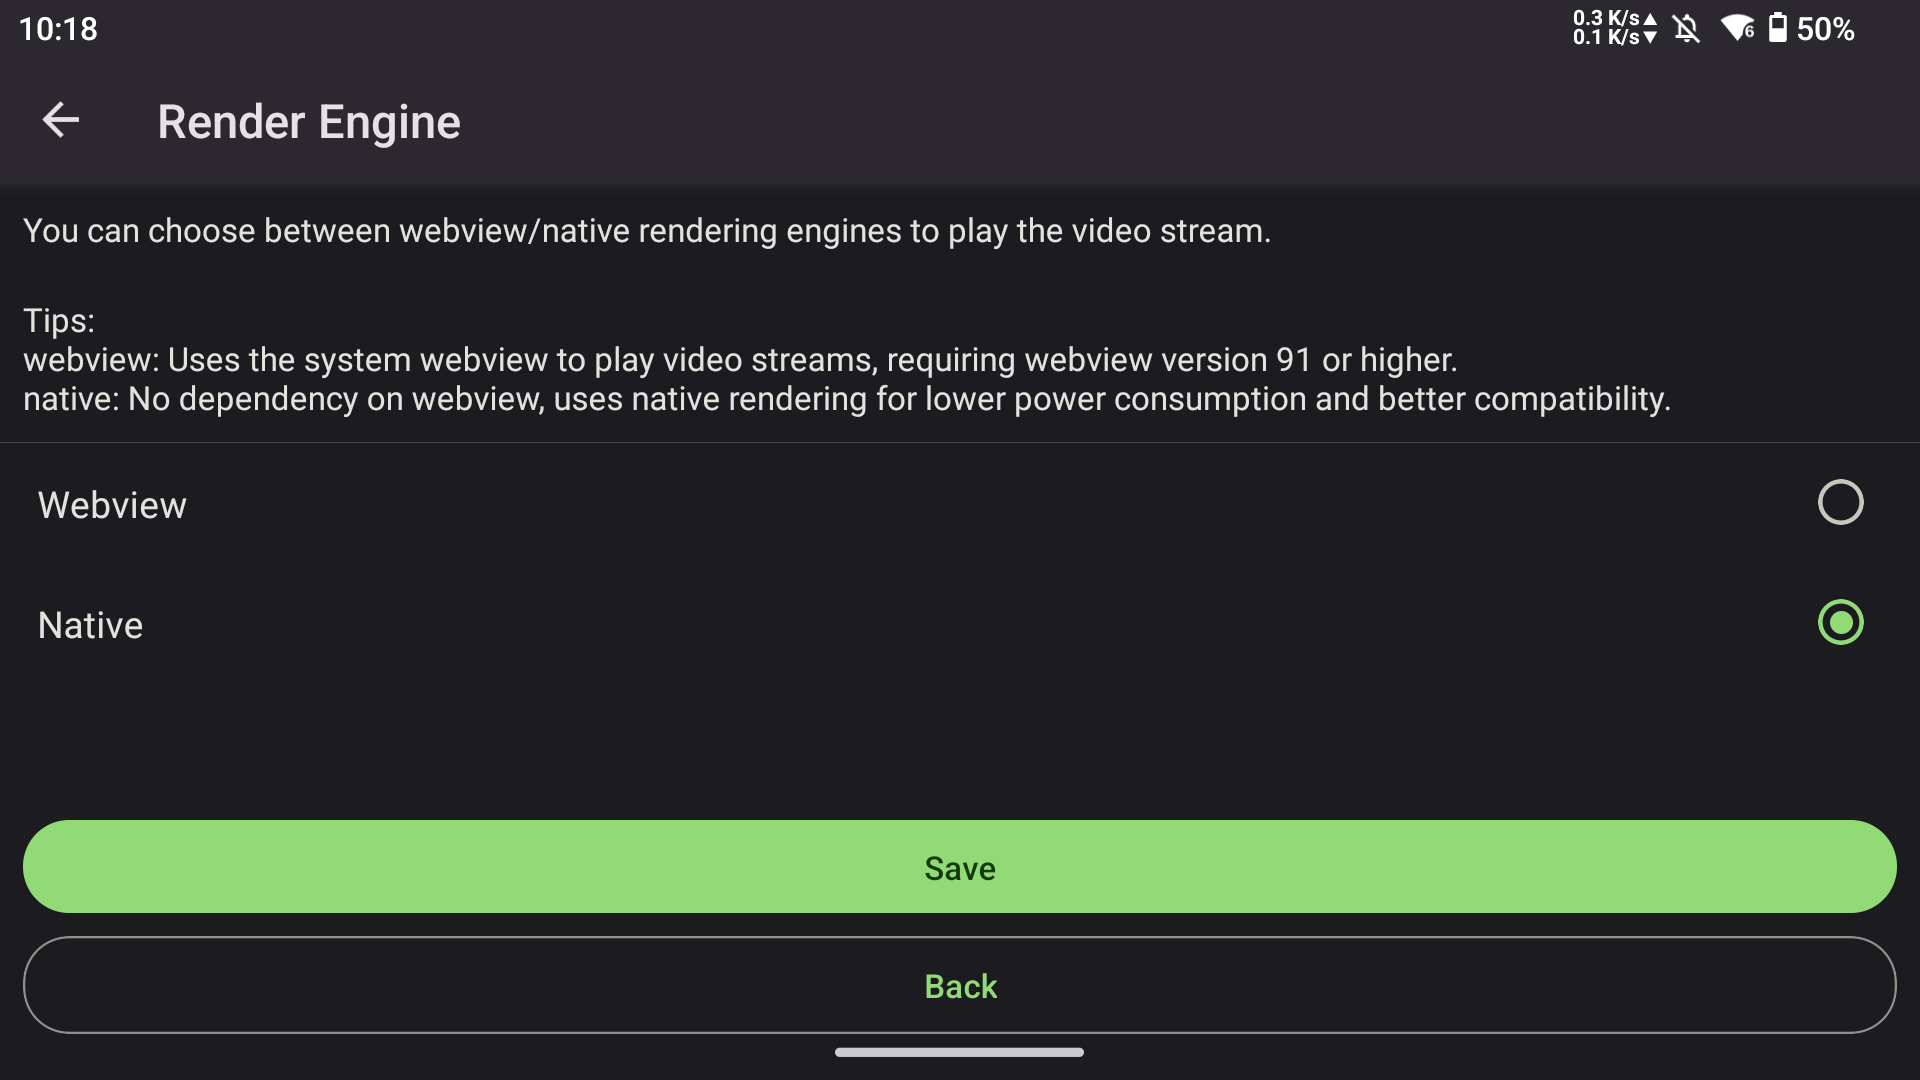 10:18
0.3 K/s▲
0.1 K/s▼
6
50%
Render Engine
You can choose between webview/native rendering engines to play the video stream.
Tips:
webview: Uses the system webview to play video streams, requiring webview version 91 or higher.
native: No dependency on webview, uses native rendering for lower power consumption and better compatibility.
Webview
Native
Save
Back